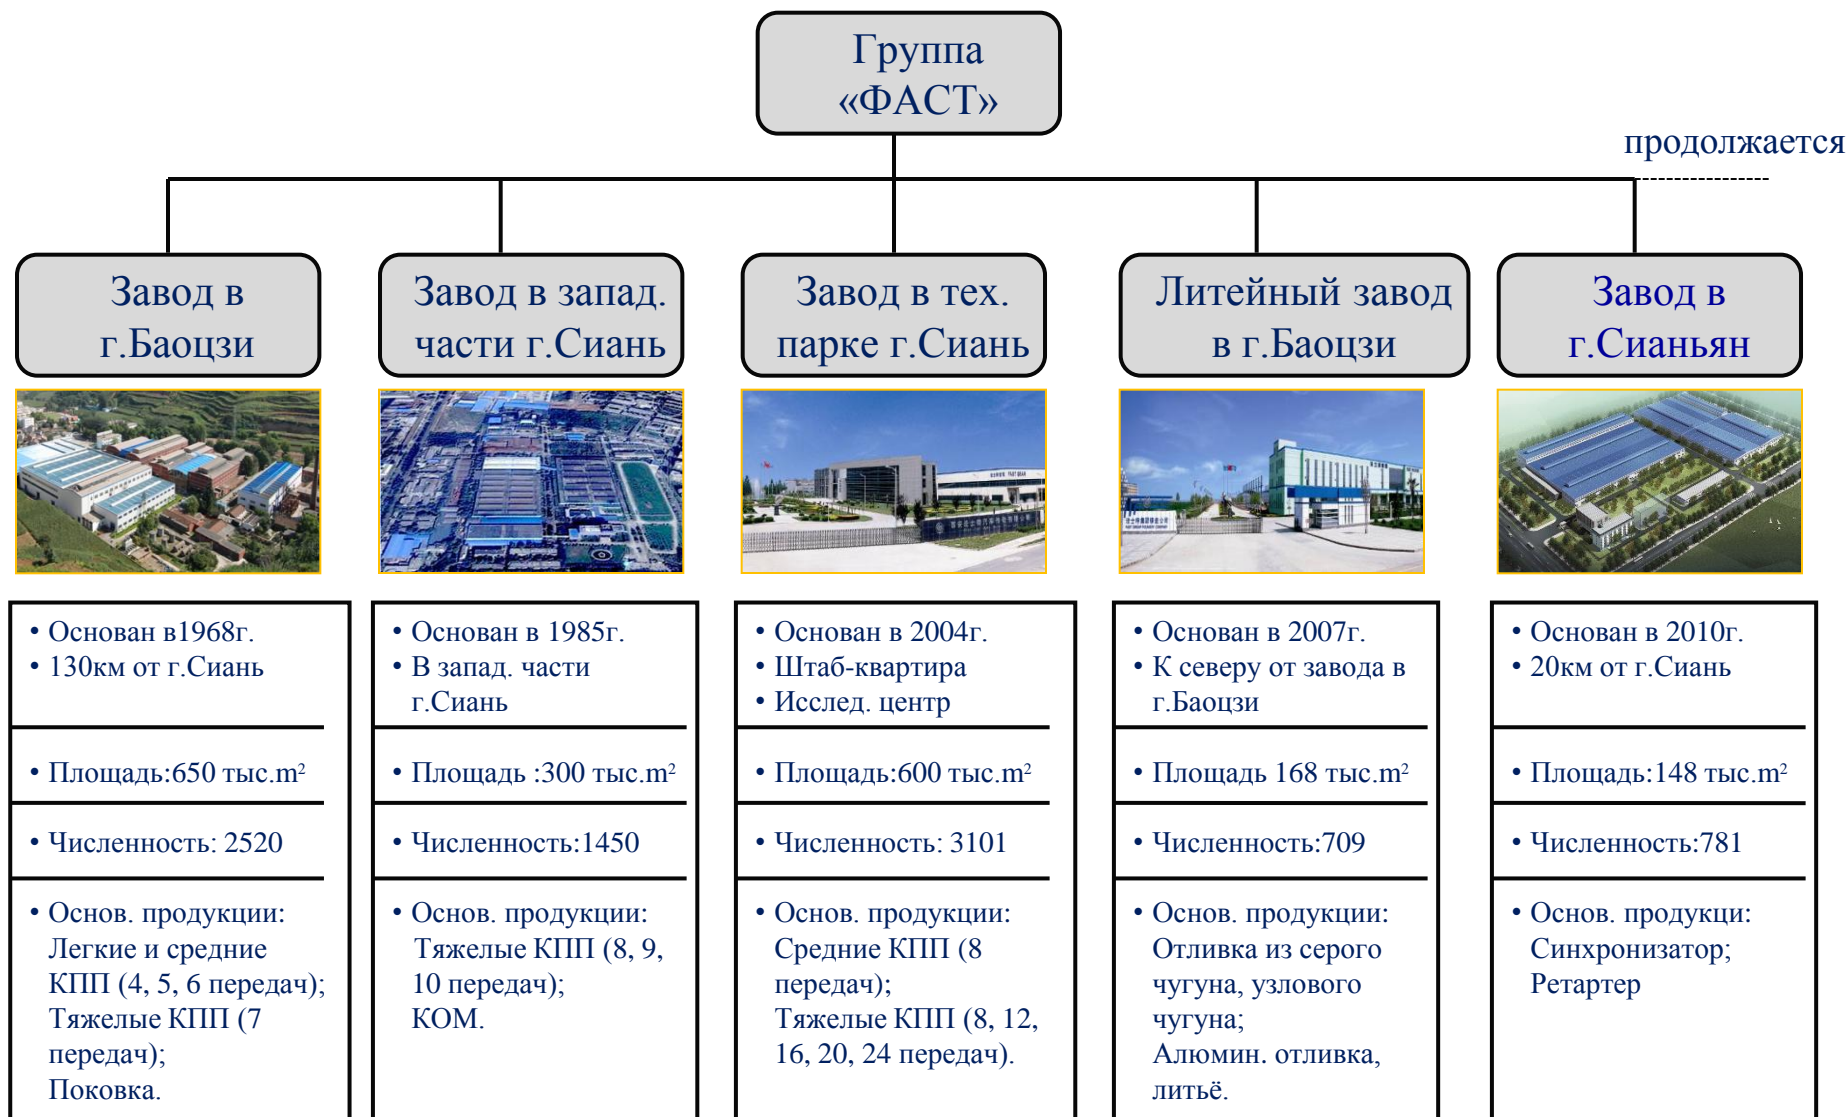 Группа
«ФАСТ»
продолжается
Завод в
г.Баоцзи
Завод в запад.
части г.Сиань
Завод в тех.
парке г.Сиань
Литейный завод
в г.Баоцзи
Завод в
г.Сианьян
• Основан в1968г.
• 130км от г.Сиань
• Площадь:650 тыс.m²
• Численность: 2520
• Основ. продукции:
Легкие и средние
КПП (4, 5, 6 передач);
Тяжелые КПП (7
передач);
Поковка.
• Основан в 1985г.
• В запад. части
г.Сиань
• Площадь :300 тыс.m²
• Численность:1450
• Основ. продукции:
Тяжелые КПП (8, 9,
10 передач);
КОМ.
• Основан в 2004г.
• Штаб-квартира
• Исслед. центр
• Площадь:600 тыс.m²
• Численность: 3101
• Основ. продукции:
Средние КПП (8
передач);
Тяжелые КПП (8, 12,
16, 20, 24 передач).
• Основан в 2007г.
• К северу от завода в
г.Баоцзи
• Площадь 168 тыс.m²
• Численность:709
• Основ. продукции:
Отливка из серого
чугуна, узлового
чугуна;
Алюмин. отливка,
литьё.
• Основан в 2010г.
• 20км от г.Сиань
• Площадь:148 тыс.m²
• Численность:781
• Основ. продукци:
Синхронизатор;
Ретартер